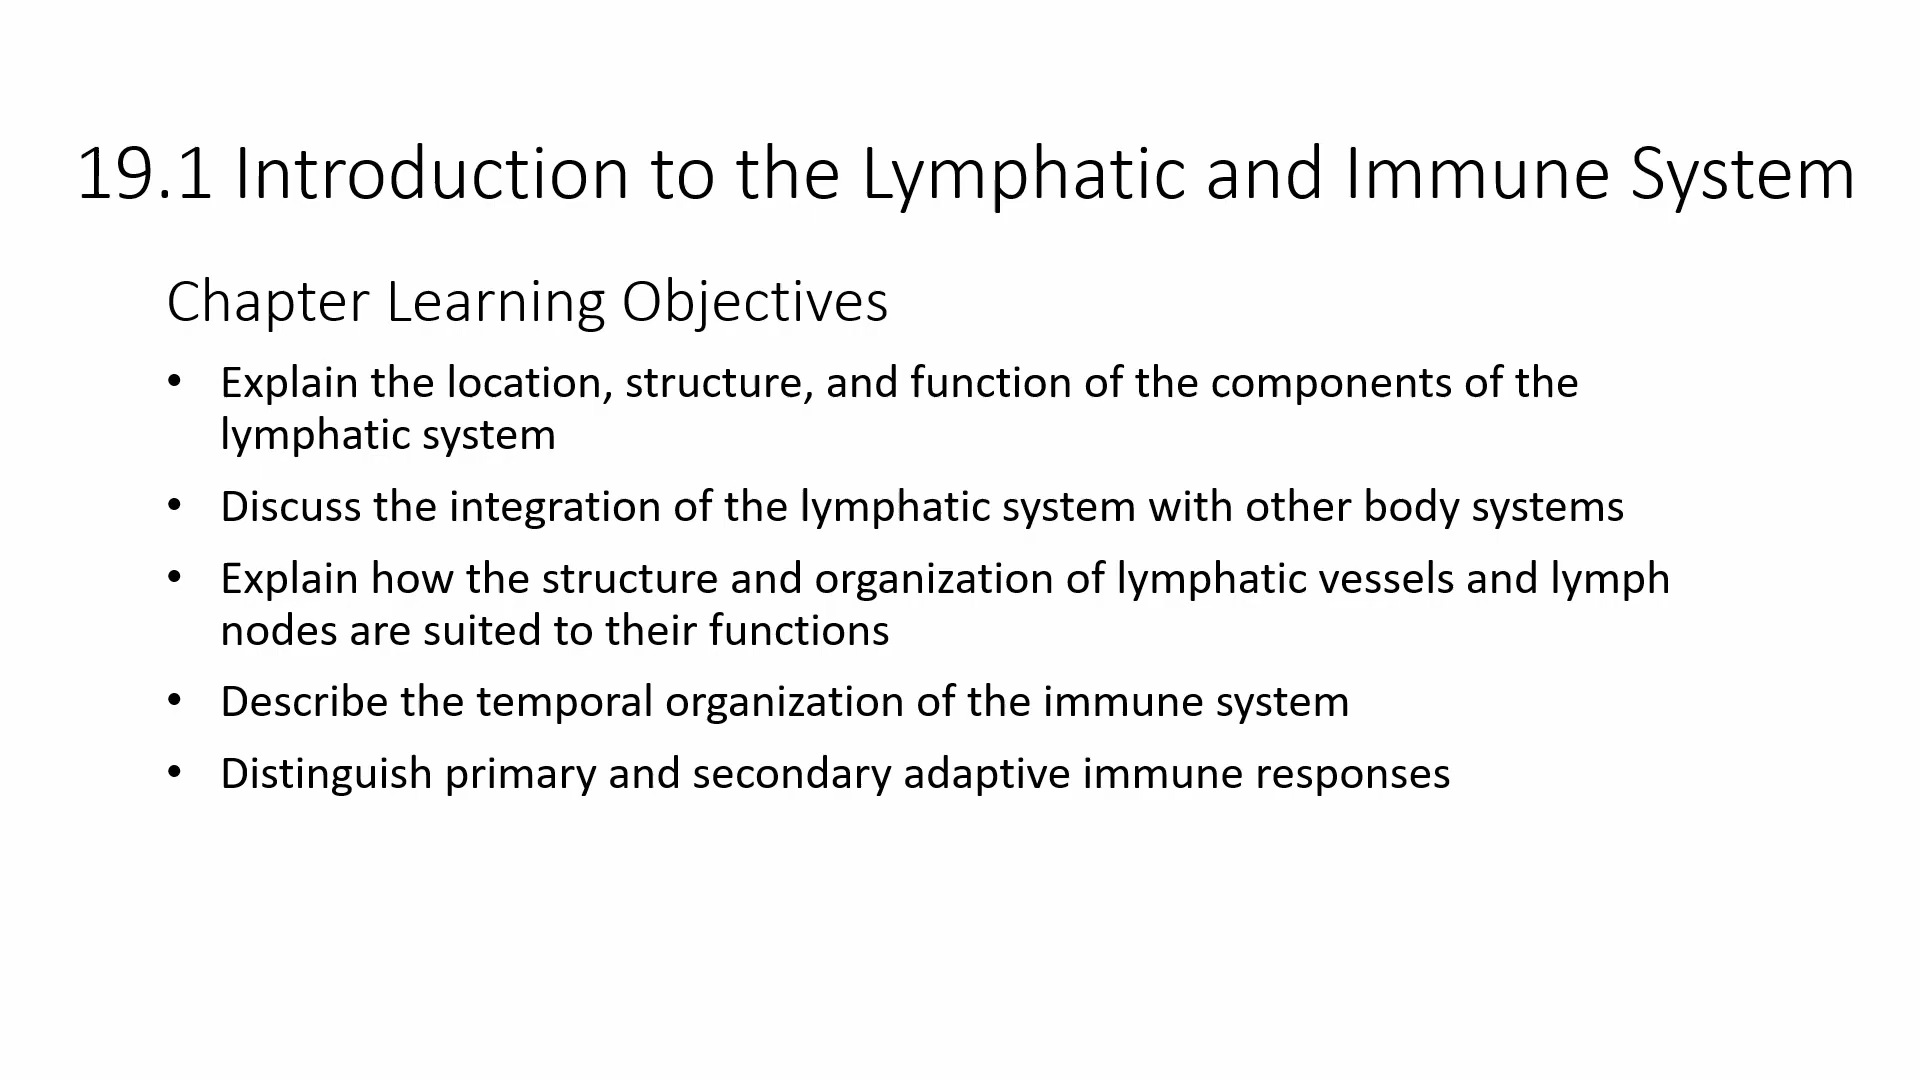 19.1 Introduction to the Lymphatic and Immune System
Chapter Learning Objectives
• Explain the location, structure, and function of the components of the
lymphatic system
• Discuss the integration of the lymphatic system with other body systems
• Explain how the structure and organization of lymphatic vessels and lymph
nodes are suited to their functions
• Describe the temporal organization of the immune system
• Distinguish primary and secondary adaptive immune responses